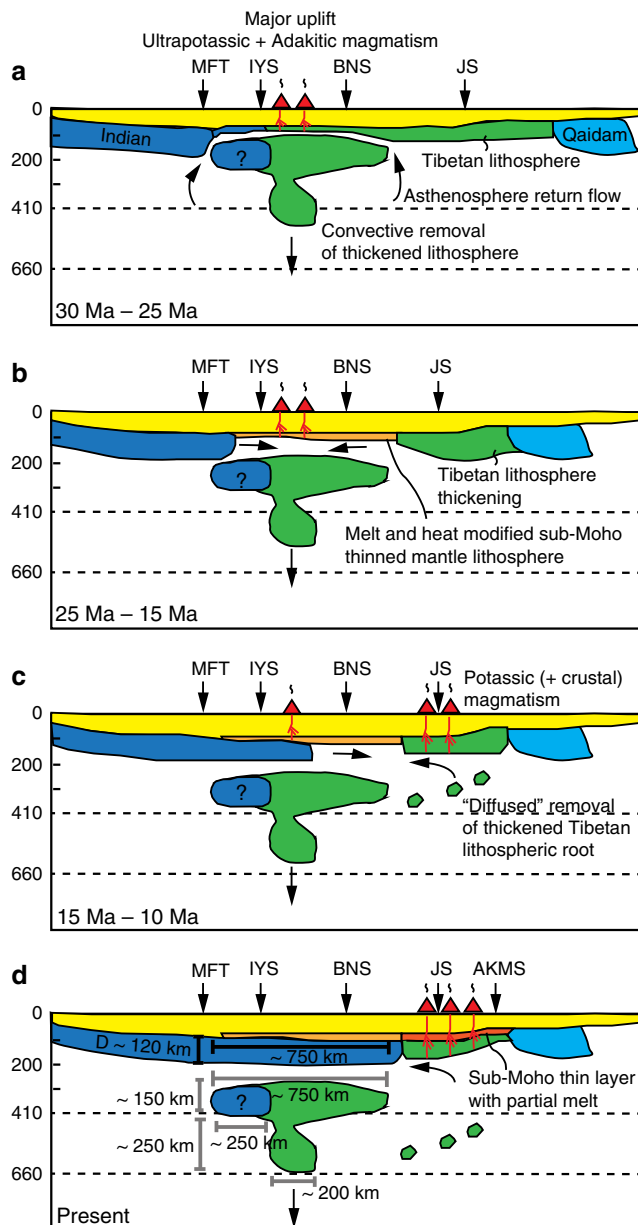 Major uplift
Ultrapotassic + Adakitic magmatism
a
MFT IYS BNS JS
0
200
410
660
Indian
?
Qaidam
Tibetan lithosphere
Asthenosphere return flow
Convective removal
of thickened lithosphere
30 Ma – 25 Ma
b
MFT IYS BNS JS
0
200
410
660
?
Tibetan lithosphere
thickening
Melt and heat modified sub-Moho
thinned mantle lithosphere
25 Ma – 15 Ma
c
MFT IYS BNS JS
Potassic (+ crustal)
magmatism
0
200
410
660
?
“Diffused” removal
of thickened Tibetan
lithospheric root
15 Ma – 10 Ma
d
MFT IYS BNS JS AKMS
0
200
410
660
D ~ 120 km
~ 750 km
Sub-Moho thin layer
with partial melt
~ 150 km
?
~ 750 km
~ 250 km
~ 250 km
~ 200 km
Present